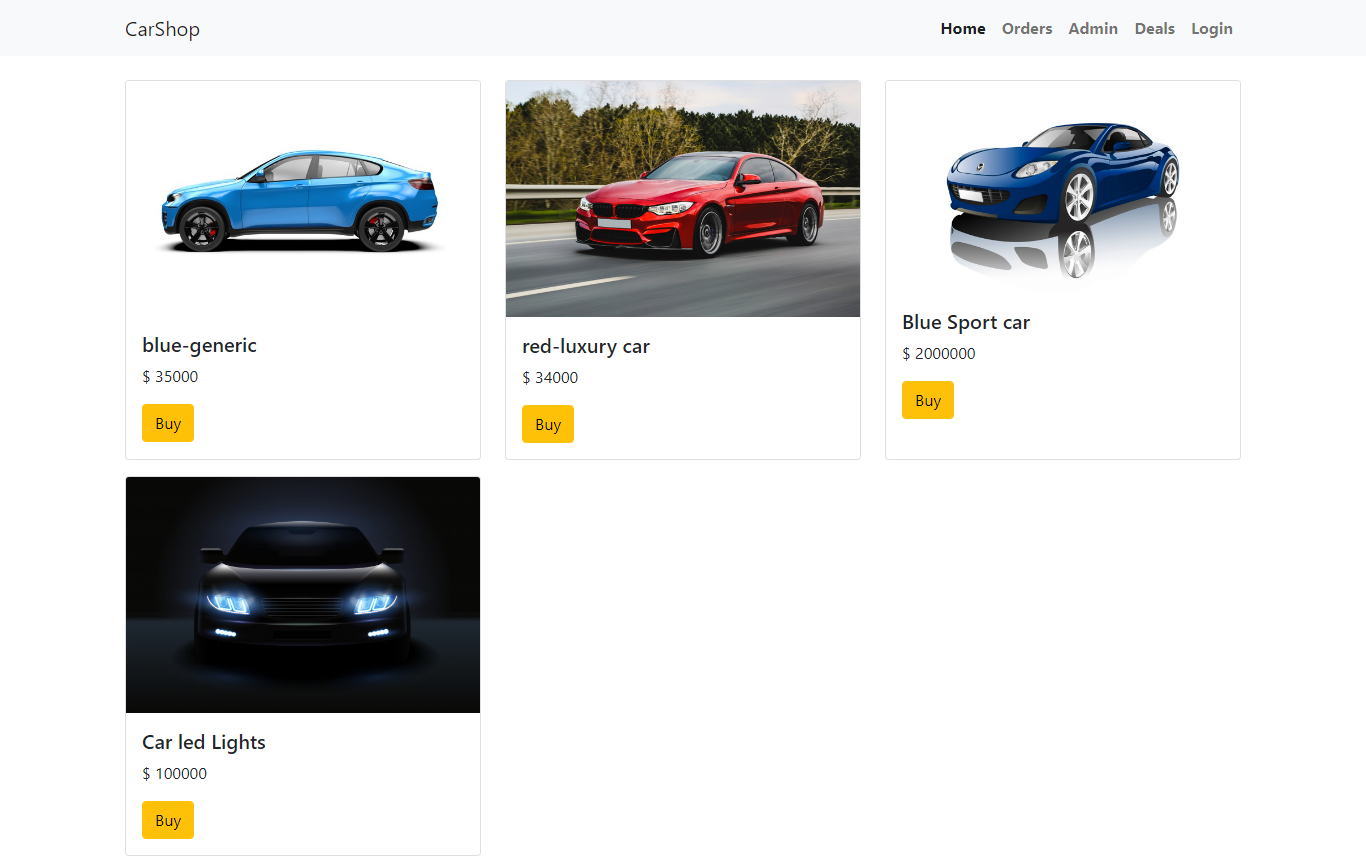 CarShop
Home Orders Admin Deals Login
blue-generic
$ 35000
Buy
red-luxury car
$ 34000
Buy
Blue Sport car
$ 2000000
Buy
Car led Lights
$ 100000
Buy